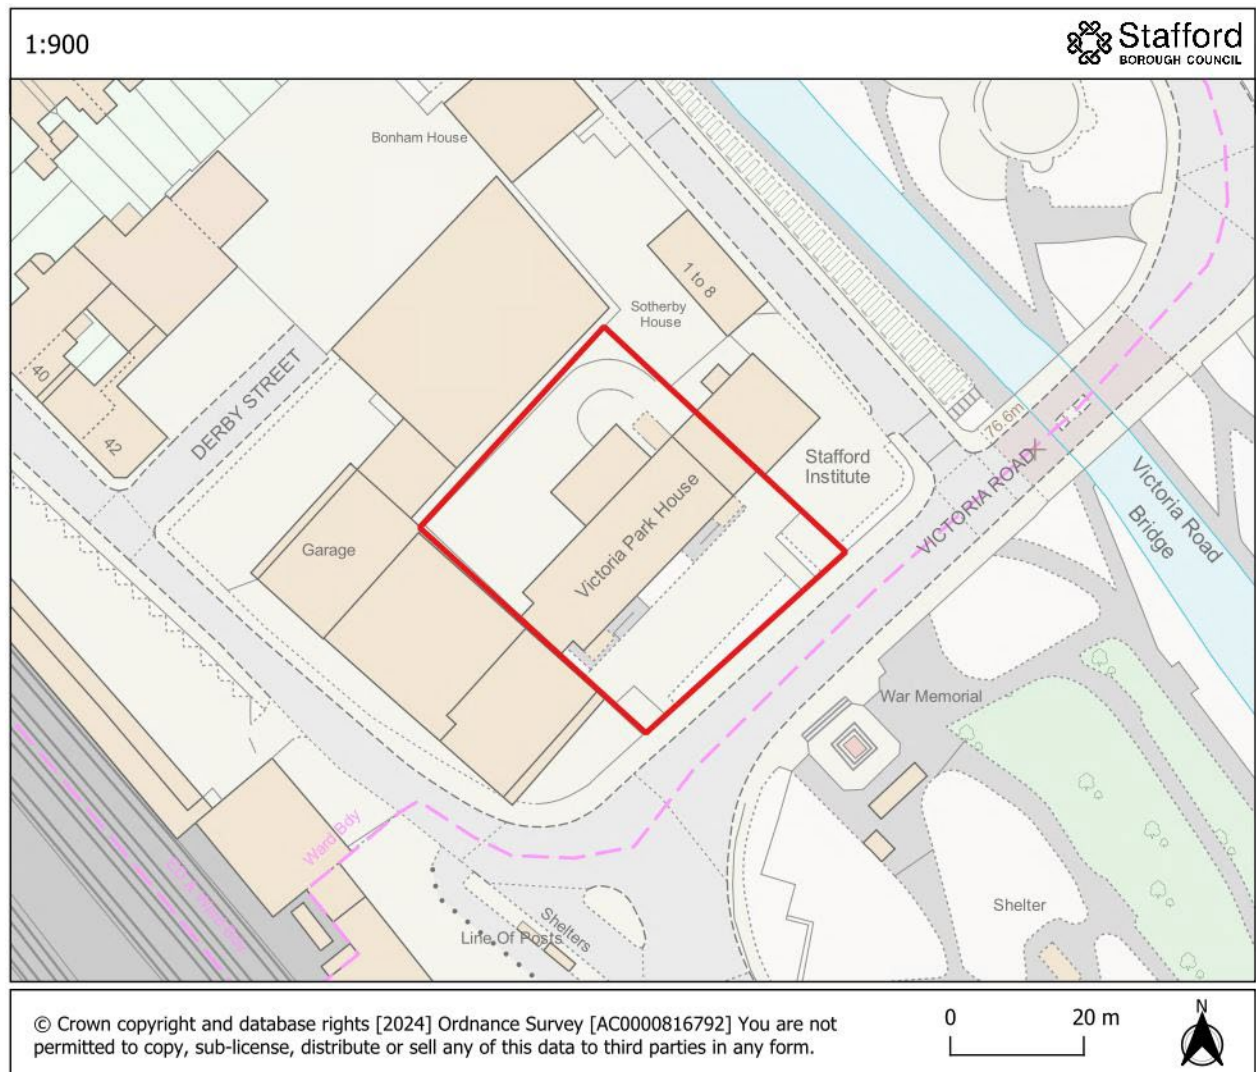 1:900
Stafford
BOROUGH COUNCIL
Bonham House
1 to 8
Sotherby
House
40
42
DERBY STREET
76.6m
Stafford
Institute
VICTORIA ROAD
Victoria Road
Bridge
Victoria Park House
Garage
War Memorial
Ward Bdy
Shelter
Shelters
Line Of Posts
© Crown copyright and database rights [2024] Ordnance Survey [AC0000816792] You are not
permitted to copy, sub-license, distribute or sell any of this data to third parties in any form.
0
20 m
N